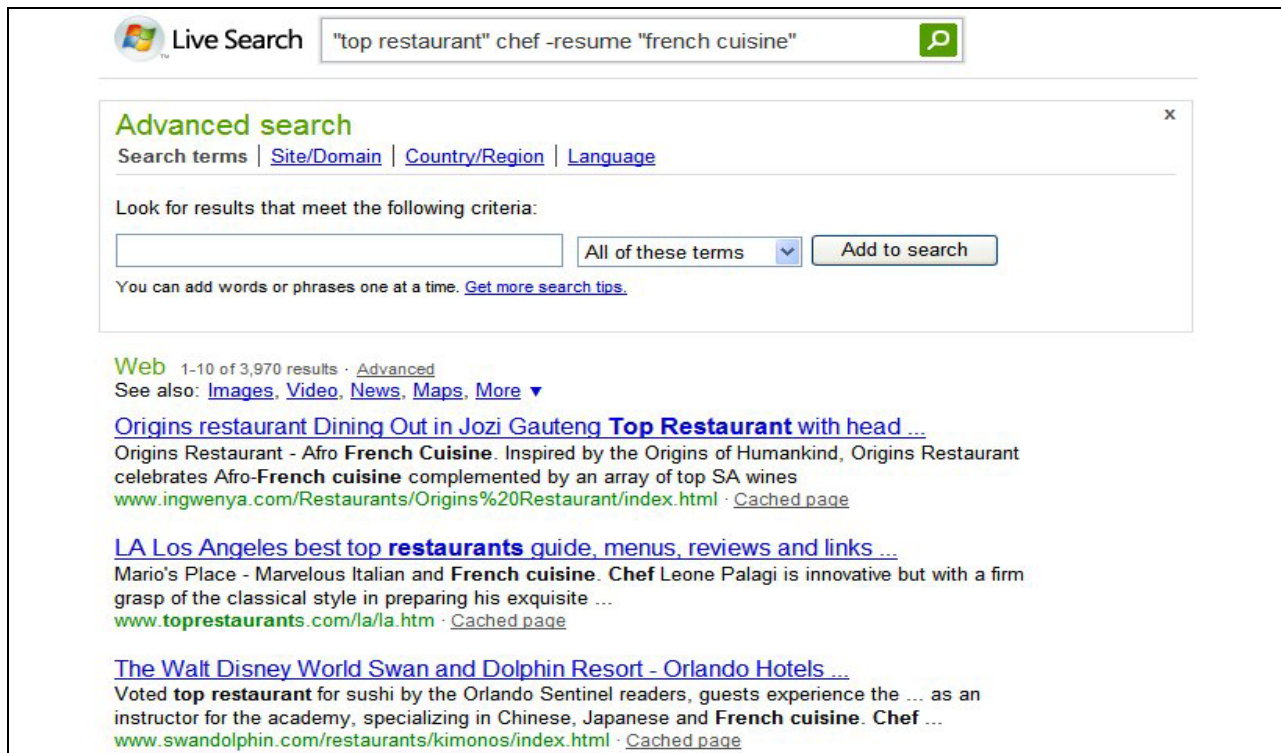 Live Search "top restaurant" chef -resume "french cuisine"
TM
Advanced search x
Search terms | Site/Domain | Country/Region | Language
Look for results that meet the following criteria:
All of these terms Add to search
You can add words or phrases one at a time. Get more search tips.
Web 1-10 of 3,970 results · Advanced
See also: Images, Video, News, Maps, More ▼
Origins restaurant Dining Out in Jozi Gauteng Top Restaurant with head ...
Origins Restaurant - Afro French Cuisine. Inspired by the Origins of Humankind, Origins Restaurant
celebrates Afro-French cuisine complemented by an array of top SA wines
www.ingwenya.com/Restaurants/Origins%20Restaurant/index.html · Cached page
LA Los Angeles best top restaurants guide, menus, reviews and links ...
Mario's Place - Marvelous Italian and French cuisine. Chef Leone Palagi is innovative but with a firm
grasp of the classical style in preparing his exquisite ...
www.toprestaurants.com/la/la.htm · Cached page
The Walt Disney World Swan and Dolphin Resort - Orlando Hotels ...
Voted top restaurant for sushi by the Orlando Sentinel readers, guests experience the ... as an
instructor for the academy, specializing in Chinese, Japanese and French cuisine. Chef ...
www.swandolphin.com/restaurants/kimonos/index.html · Cached page